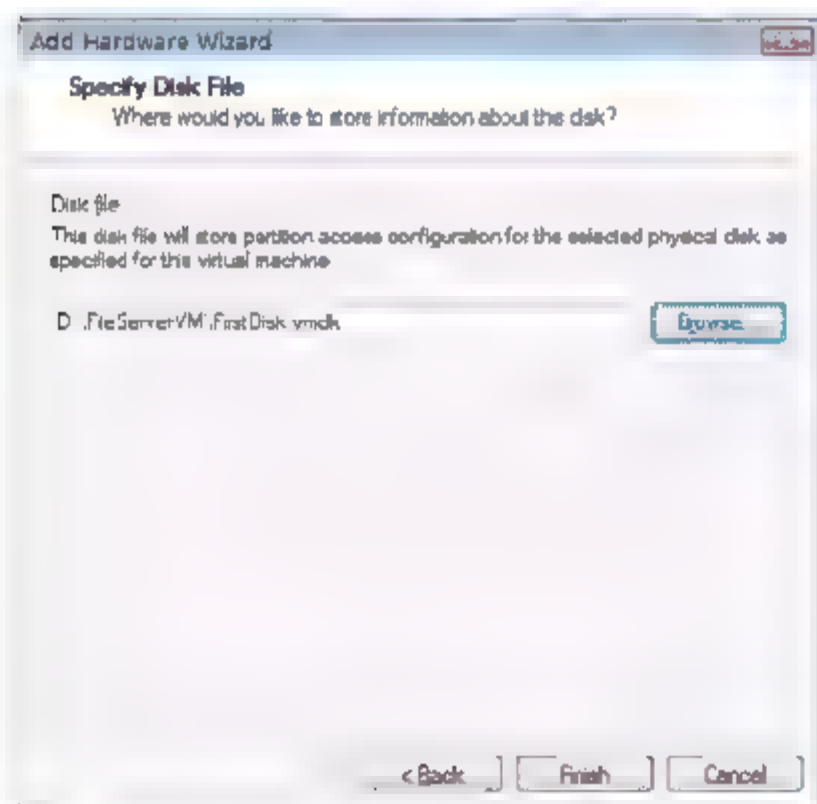 Add Hardware Wizard
Specify Disk File
Where would you like to store information about the disk?
Disk file
This disk file will store partition access configuration for the selected physical disk as
specified for this virtual machine
D:\FileServerVM\FirstDisk.vmdk
Browse...
< Back
Finish
Cancel